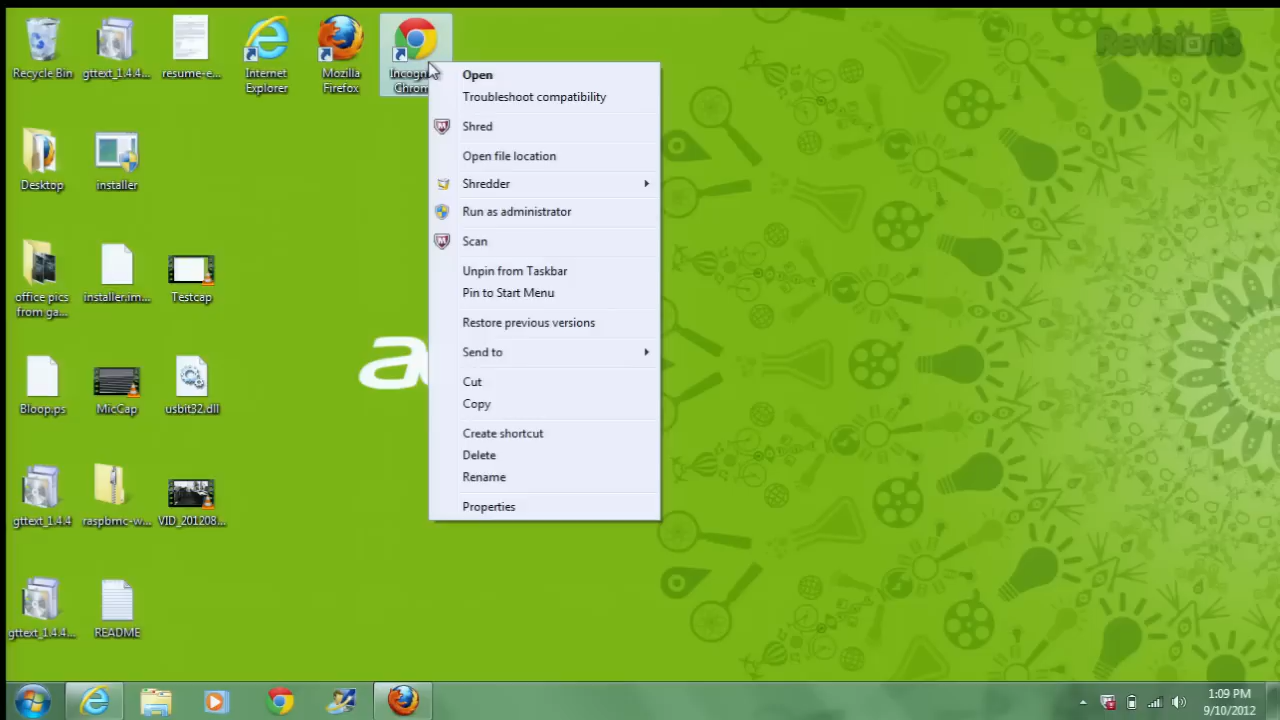 Revision3
Recycle Bin
gttext_1.4.4...
resume-e...
Internet
Explorer
Mozilla
Firefox
Incogn
Chrom
Open
Troubleshoot compatibility
Shred
Open file location
Shredder
Run as administrator
Scan
Unpin from Taskbar
Pin to Start Menu
Restore previous versions
Send to
Cut
Copy
Create shortcut
Delete
Rename
Properties
Desktop
installer
office pics
from ga...
installer.im...
Testcap
a
Bloop.ps
MicCap
usbit32.dll
gttext_1.4.4
raspbmc-w...
VID_201208...
gttext_1.4.4...
README
1:09 PM
9/10/2012